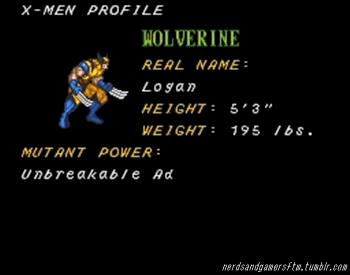 X-MEN PROFILE
WOLVERINE
REAL NAME:
Logan
HEIGHT: 5'3"
WEIGHT: 195 lbs.
MUTANT POWER:
Unbreakable Ad
nerdsandgamersftw.tumblr.com